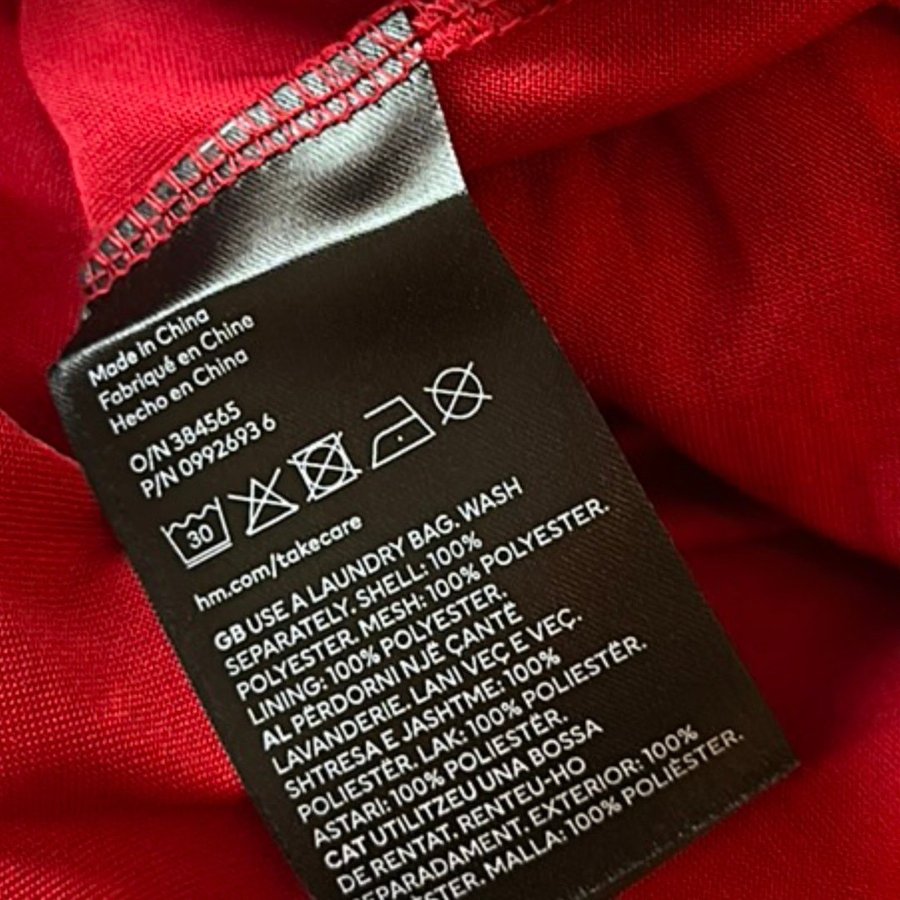 Made in China
Fabriqué en Chine
Hecho en China
O/N 384565
P/N 0992693 6
30
hm.com/takecare
GB USE A LAUNDRY BAG. WASH
SEPARATELY. SHELL: 100%
POLYESTER. MESH: 100% POLYESTER.
LINING: 100% POLYESTER.
AL PËRDORNI NJË ÇANTË
LAVANDERIE. LANI VEÇ E VEÇ.
SHTRESA E JASHTME: 100%
POLIESTËR. LAK: 100% POLIESTËR.
ASTARI: 100% POLIESTËR.
CAT UTILITZEU UNA BOSSA
DE RENTAT. RENTEU-HO
SEPARADAMENT. EXTERIOR: 100%
POLIÈSTER. MALLA: 100% POLIÈSTER.